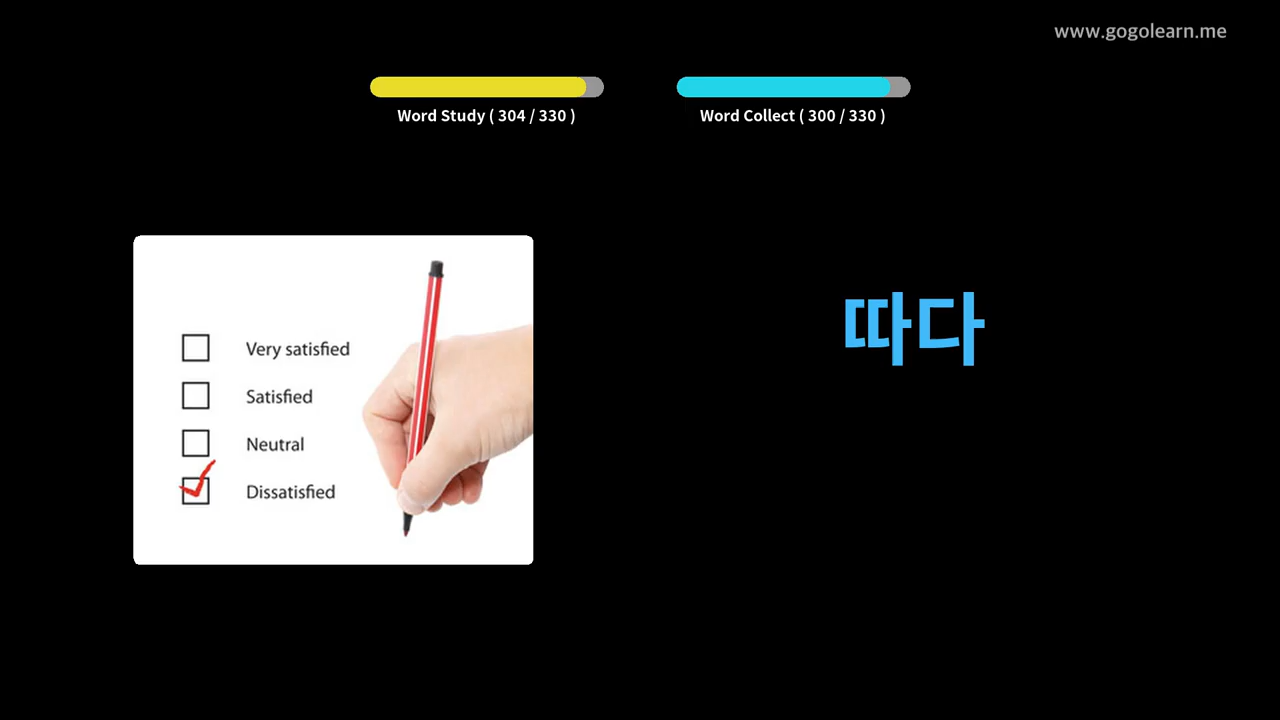 www.gogolearn.me
Word Study ( 304 / 330 )
Word Collect ( 300 / 330 )
Very satisfied
Satisfied
Neutral
Dissatisfied
따다